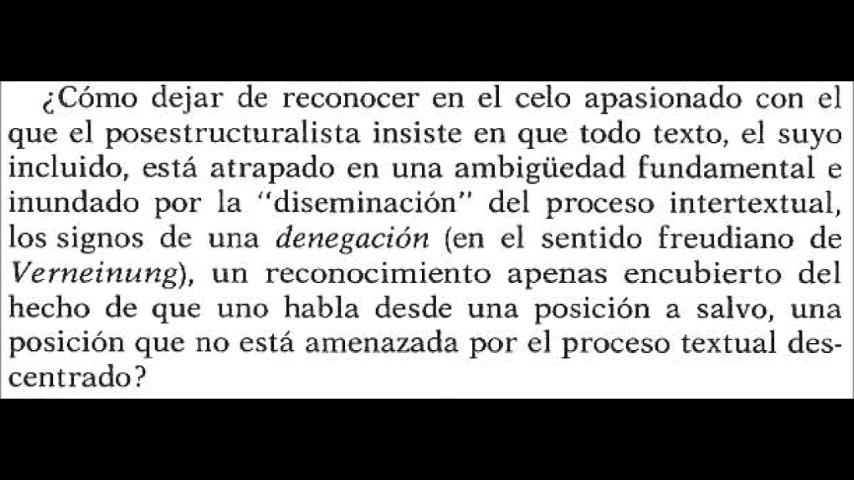 ¿Cómo dejar de reconocer en el celo apasionado con el
que el posestructuralista insiste en que todo texto, el suyo
incluido, está atrapado en una ambigüedad fundamental e
inundado por la “diseminación” del proceso intertextual,
los signos de una denegación (en el sentido freudiano de
Verneinung), un reconocimiento apenas encubierto del
hecho de que uno habla desde una posición a salvo, una
posición que no está amenazada por el proceso textual des-
centrado?